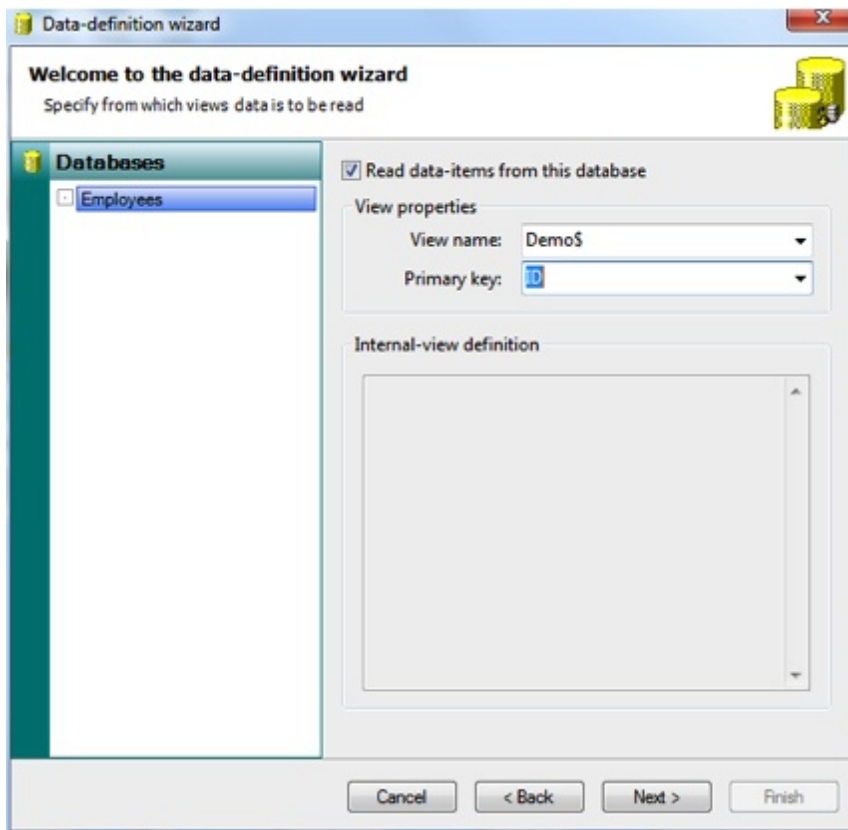 Data-definition wizard
Welcome to the data-definition wizard
Specify from which views data is to be read
Databases
Employees
Read data-items from this database
View properties
View name: Demo$
Primary key: ID
Internal-view definition
Cancel < Back Next > Finish